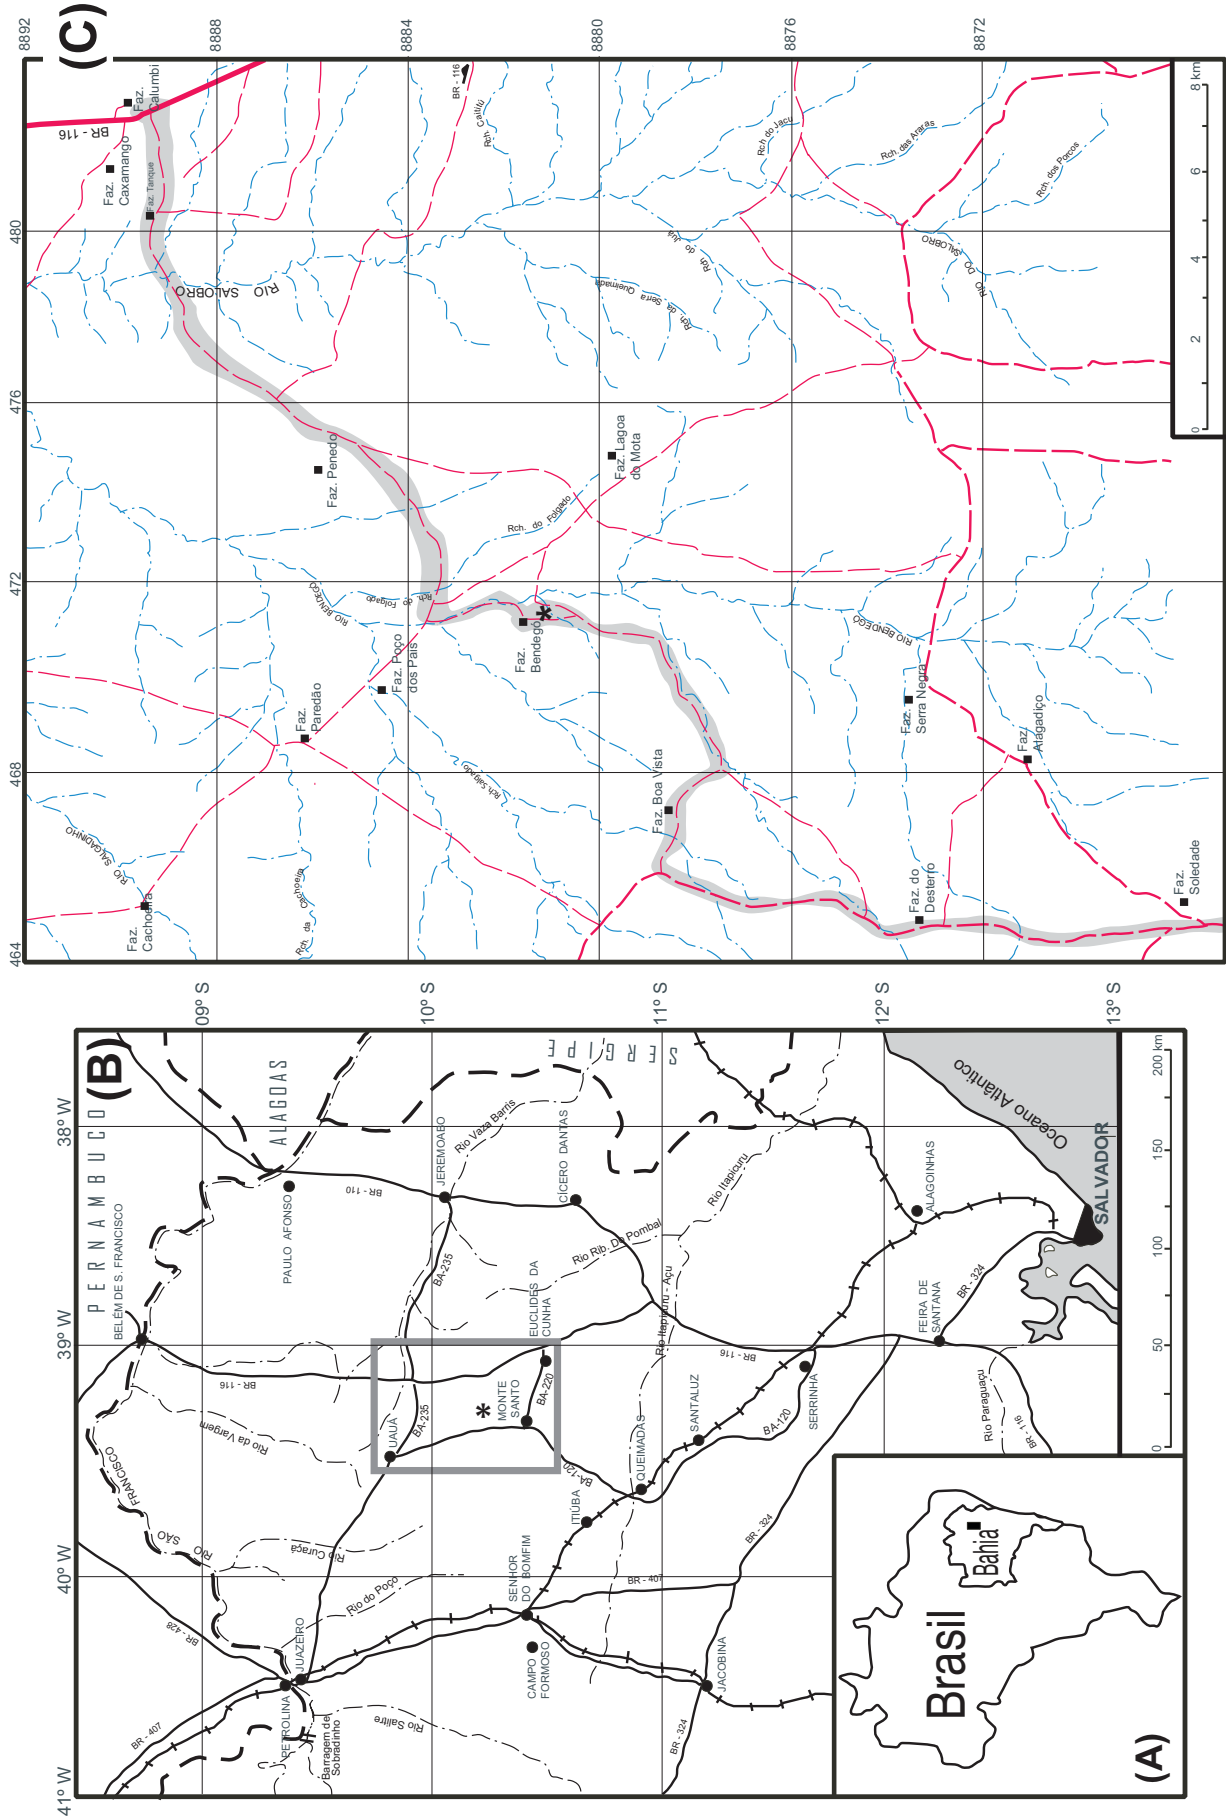 (A)
Brasil
Bahia
(B)
41º W
40º W
39º W
38º W
09º S
10º S
11º S
12º S
13º S
PERNAMBUCO
ALAGOAS
SERGIPE
BELÉM DE S. FRANCISCO
PAULO AFONSO
BR - 110
BR - 116
BR - 428
BR - 407
RIO
SÃO
FRANCISCO
Rio da Vargem
Rio Curaçá
Rio do Poço
PETROLINA
JUAZEIRO
Barragem de
Sobradinho
Rio Salitre
UAUÁ
BA-235
BA-235
JEREMOABO
Rio Vaza Barris
CÍCERO DANTAS
*
MONTE
SANTO
BA-220
EUCLIDES DA
CUNHA
Rio Rib. Do Pombal
Rio Itapicuru
Rio Itapicuru - Açu
SENHOR
DO BOMFIM
CAMPO
FORMOSO
ITIÚBA
BA-120
QUEIMADAS
SANTALUZ
BA-120
SERRINHA
BR - 116
BR - 407
BR - 324
JACOBINA
BR - 324
ALAGOINHAS
FEIRA DE
SANTANA
BR - 324
Rio Paraguaçu
BR - 116
SALVADOR
Oceano Atlântico
0
50
100
150
200 km
(C)
464
468
472
476
480
8892
8888
8884
8880
8876
8872
BR - 116
Faz.
Calumbi
Faz.
Caxamango
Faz. Tanque
RIO
SALOBRO
BR - 116
Rch. Caititú
Rch do Jacu
Rch. das Araras
Rch. dos Porcos
Rch. do Juá
Rch. da Serra Queimada
RIO DO SALOBRO
Faz. Penedo
Faz. Lagoa
do Mota
Rch. do Folgado
Rch. do Folgado
RIO BENDEGÓ
Faz. Poço
dos Pais
Faz.
Bendegó
*
Faz.
Paredão
RIO SALGADINHO
Faz.
Cachoeira
Rch. da Cachoeira
Rch. Salgado
Faz. Boa Vista
RIO BENDEGÓ
Faz.
Serra Negra
Faz.
Alagadiço
Faz. do
Desterro
Faz.
Soledade
0
2
4
6
8 km